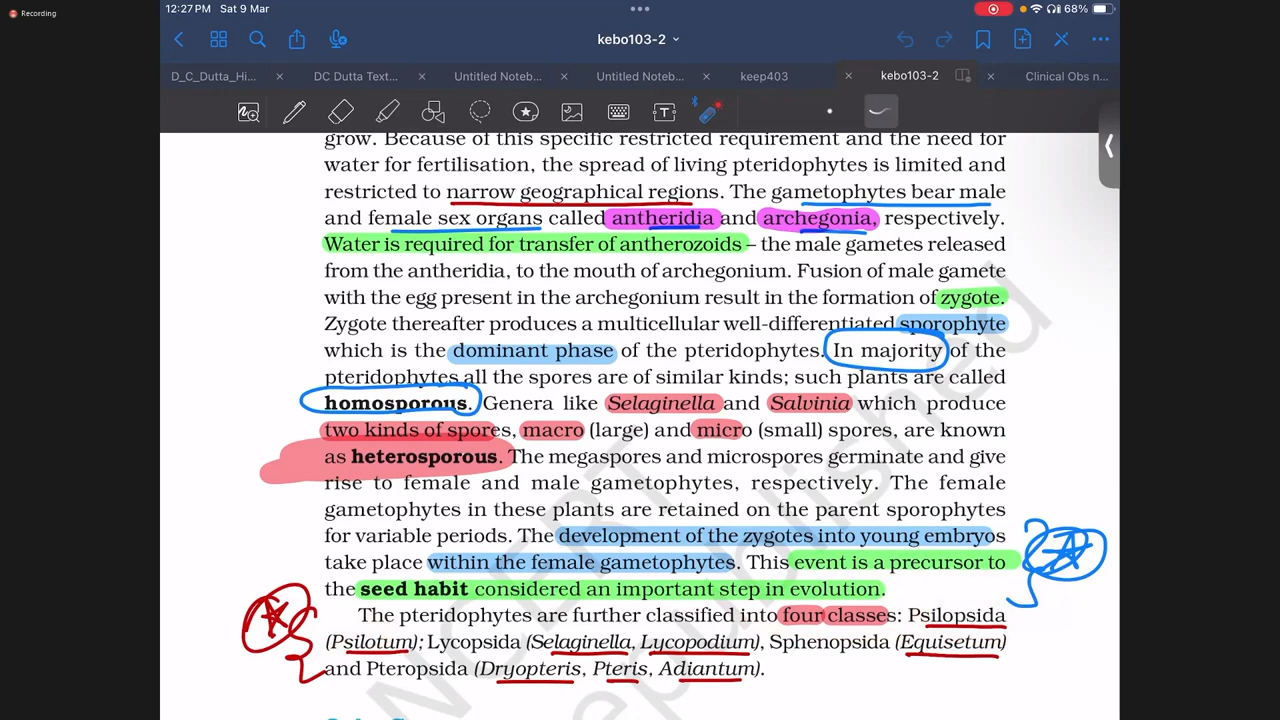 Recording
12:27 PM Sat 9 Mar
68%
kebo103-2
D_C_Dutta_Hi...
DC Dutta Text...
Untitled Noteb...
Untitled Noteb...
keep403
kebo103-2
Clinical Obs n...
grow. Because of this specific restricted requirement and the need for
water for fertilisation, the spread of living pteridophytes is limited and
restricted to narrow geographical regions. The gametophytes bear male
and female sex organs called antheridia and archegonia, respectively.
Water is required for transfer of antherozoids – the male gametes released
from the antheridia, to the mouth of archegonium. Fusion of male gamete
with the egg present in the archegonium result in the formation of zygote.
Zygote thereafter produces a multicellular well-differentiated sporophyte
which is the dominant phase of the pteridophytes. In majority of the
pteridophytes all the spores are of similar kinds; such plants are called
homosporous. Genera like Selaginella and Salvinia which produce
two kinds of spores, macro (large) and micro (small) spores, are known
as heterosporous. The megaspores and microspores germinate and give
rise to female and male gametophytes, respectively. The female
gametophytes in these plants are retained on the parent sporophytes
for variable periods. The development of the zygotes into young embryos
take place within the female gametophytes. This event is a precursor to
the seed habit considered an important step in evolution.
The pteridophytes are further classified into four classes: Psilopsida
(Psilotum); Lycopsida (Selaginella, Lycopodium), Sphenopsida (Equisetum)
and Pteropsida (Dryopteris, Pteris, Adiantum).